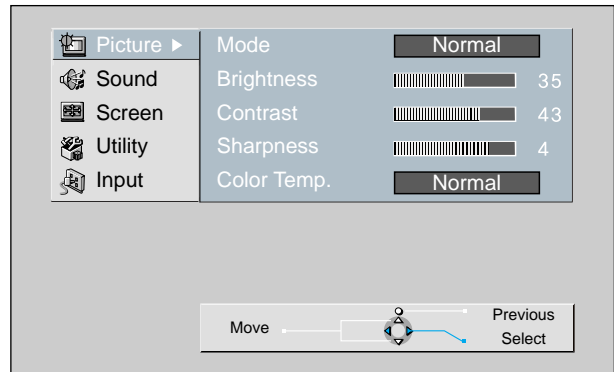 Picture ▶ Mode Normal
Sound Brightness 35
Screen Contrast 43
Utility Sharpness 4
Input Color Temp. Normal
Move Previous
Select